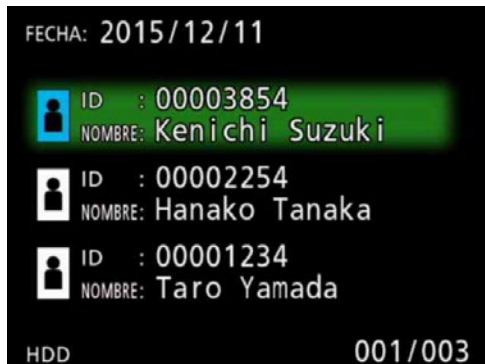 FECHA: 2015/12/11
ID : 00003854
NOMBRE: Kenichi Suzuki
ID : 00002254
NOMBRE: Hanako Tanaka
ID : 00001234
NOMBRE: Taro Yamada
HDD 001/003